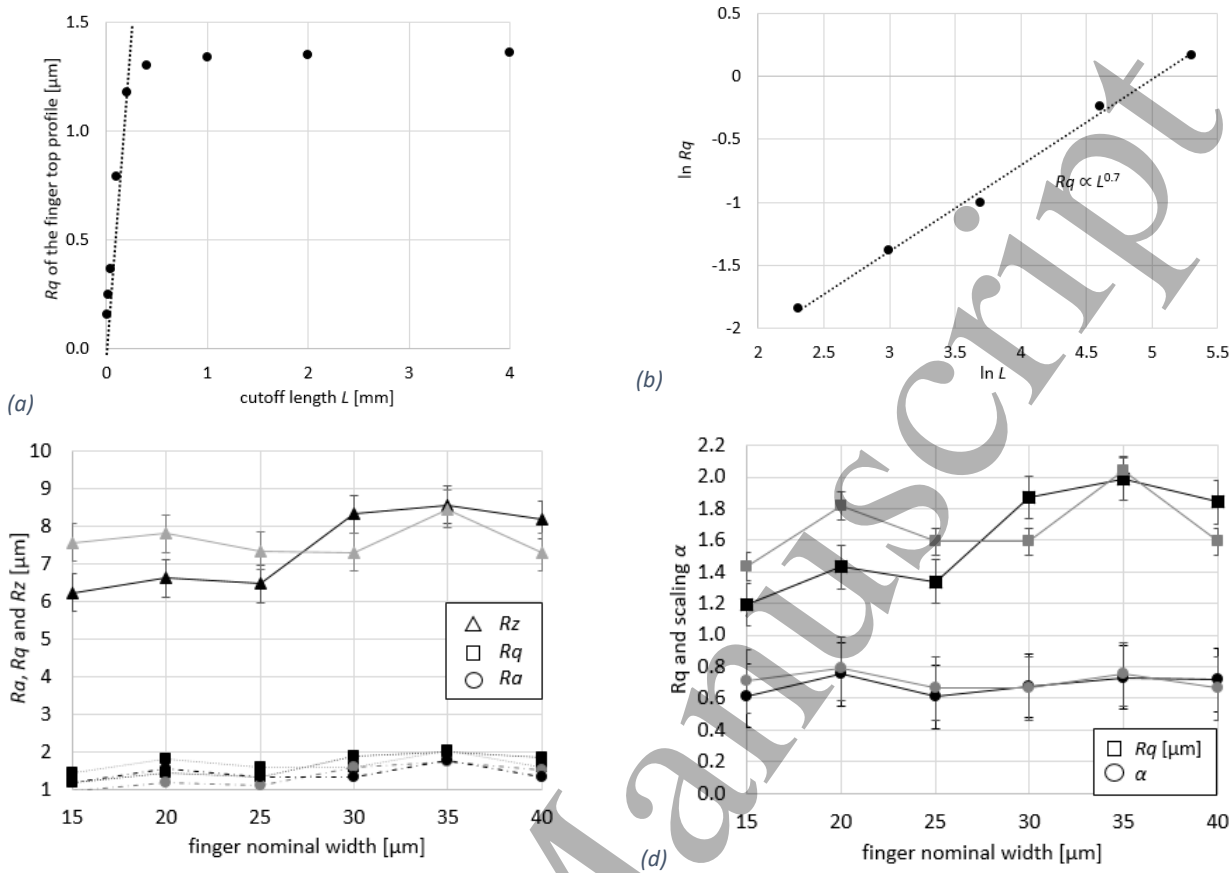 1.5
1.0
0.5
0.0
Rq of the finger top profile [µm]
0 1 2 3 4
cutoff length L [mm]
(a)
0.5
0
-0.5
-1
-1.5
-2
ln Rq
Rq ∝ L^0.7
2 2.5 3 3.5 4 4.5 5 5.5
ln L
(b)
10
9
8
7
6
5
4
3
2
1
Ra, Rq and Rz [µm]
Rz
Rq
Ra
15 20 25 30 35 40
finger nominal width [µm]
2.2
2.0
1.8
1.6
1.4
1.2
1.0
0.8
0.6
0.4
0.2
0.0
Rq and scaling α
Rq [µm]
α
15 20 25 30 35 40
finger nominal width [µm]
(d)
Manuscript